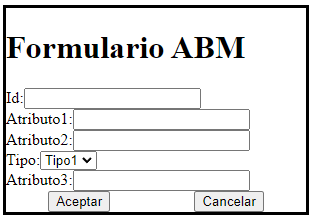 Formulario ABM
Id:
Atributo1:
Atributo2:
Tipo: Tipo1
Atributo3:
Aceptar Cancelar